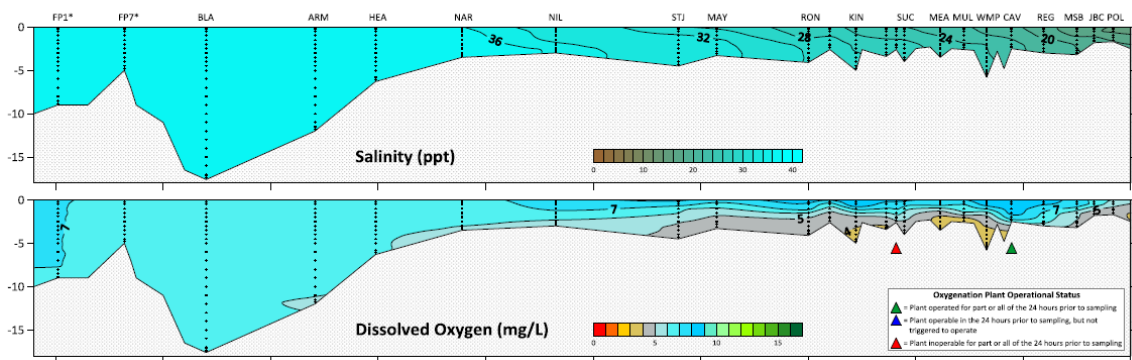 FP1* FP7* BLA ARM HEA NAR NIL STJ MAY RON KIN SUC MEA MUL WMP CAV REG MSB JBC POL
0
36 32 28 24 20
-5
-10
-15
Salinity (ppt)
0 10 20 30 40
0
7 7 5 4 7 5
-5
-10
-15
Dissolved Oxygen (mg/L)
0 5 10 15
Oxygenation Plant Operational Status
= Plant operated for part or all of the 24 hours prior to sampling
= Plant operable in the 24 hours prior to sampling, but not
triggered to operate
= Plant inoperable for part or all of the 24 hours prior to sampling